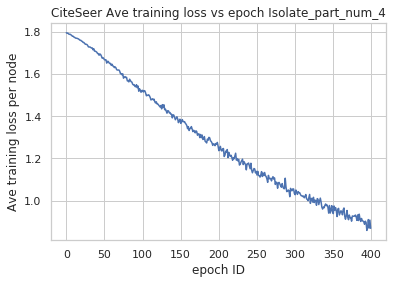 CiteSeer Ave training loss vs epoch Isolate_part_num_4
Ave training loss per node
1.8
1.6
1.4
1.2
1.0
0 50 100 150 200 250 300 350 400
epoch ID